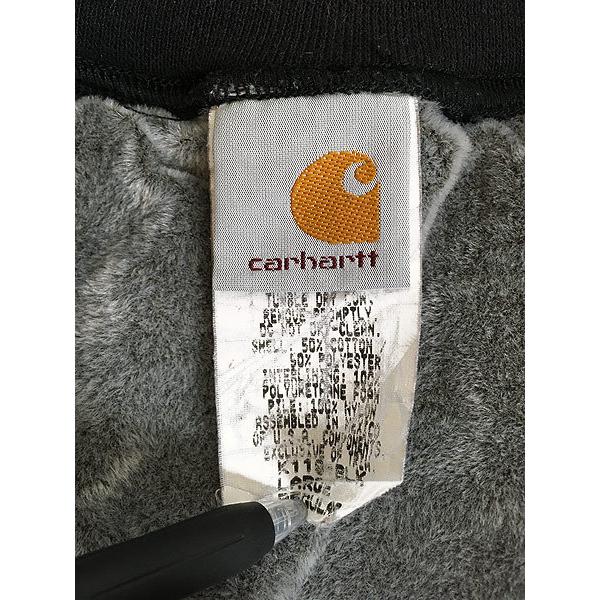 carhartt
TUMBLE DRY
REMOVE PROMPTLY.
DO NOT DRY-CLEAN.
SHELL: 50% COTTON
50% POLYESTER
INTERLINING: 100%
POLYURETHANE FOAM
PILE: 100% NYLON
ASSEMBLED IN
OF U.S.A. COMPONENTS
EXCLUSIVE OF
LARGE
REGULAR